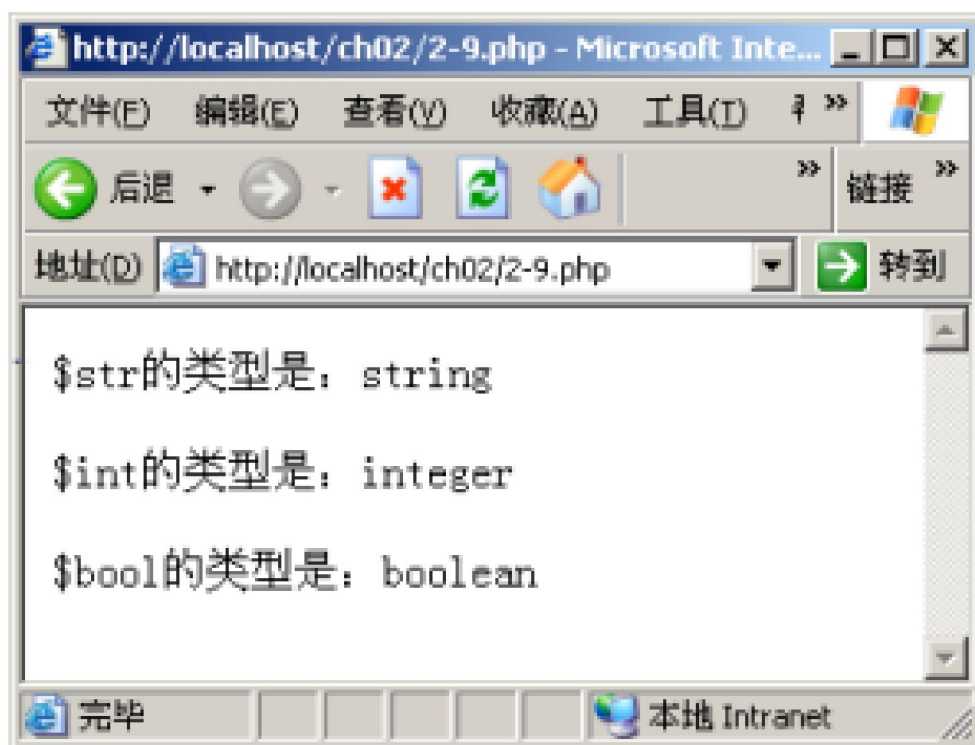 http://localhost/ch02/2-9.php - Microsoft Inte...
文件(F) 编辑(E) 查看(V) 收藏(A) 工具(T) »
后退 » 链接 »
地址(D) http://localhost/ch02/2-9.php 转到
$str的类型是：string
$int的类型是：integer
$bool的类型是：boolean
完毕 本地 Intranet